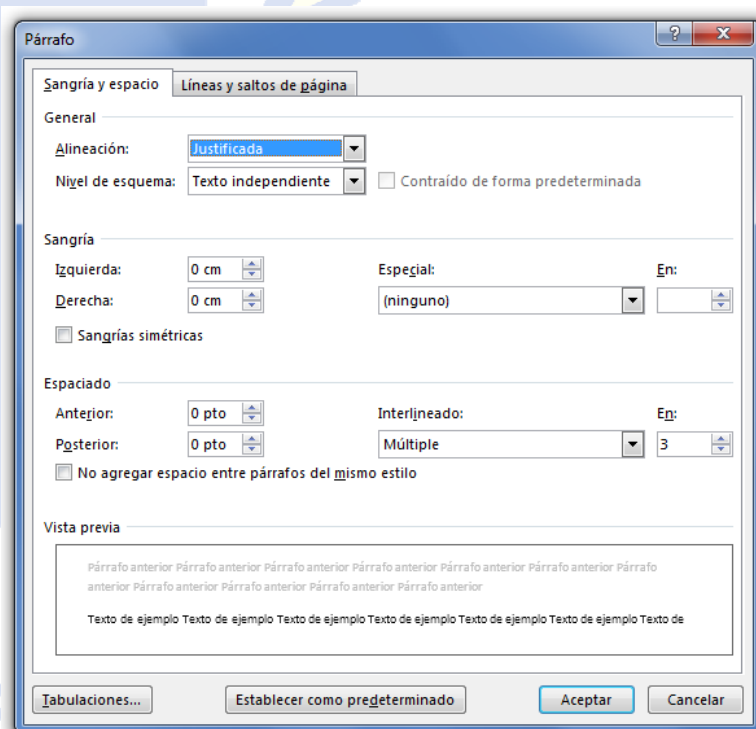 Párrafo
Sangría y espacio Líneas y saltos de página
General
Alineación: Justificada
Nivel de esquema: Texto independiente Contraído de forma predeterminada
Sangría
Izquierda: 0 cm Especial: En:
Derecha: 0 cm (ninguno)
Sangrías simétricas
Espaciado
Anterior: 0 pto Interlineado: En:
Posterior: 0 pto Múltiple 3
No agregar espacio entre párrafos del mismo estilo
Vista previa
Párrafo anterior Párrafo anterior Párrafo anterior Párrafo anterior Párrafo anterior Párrafo anterior Párrafo
anterior Párrafo anterior Párrafo anterior Párrafo anterior Párrafo anterior
Texto de ejemplo Texto de ejemplo Texto de ejemplo Texto de ejemplo Texto de ejemplo Texto de ejemplo Texto de
Tabulaciones... Establecer como predeterminado Aceptar Cancelar